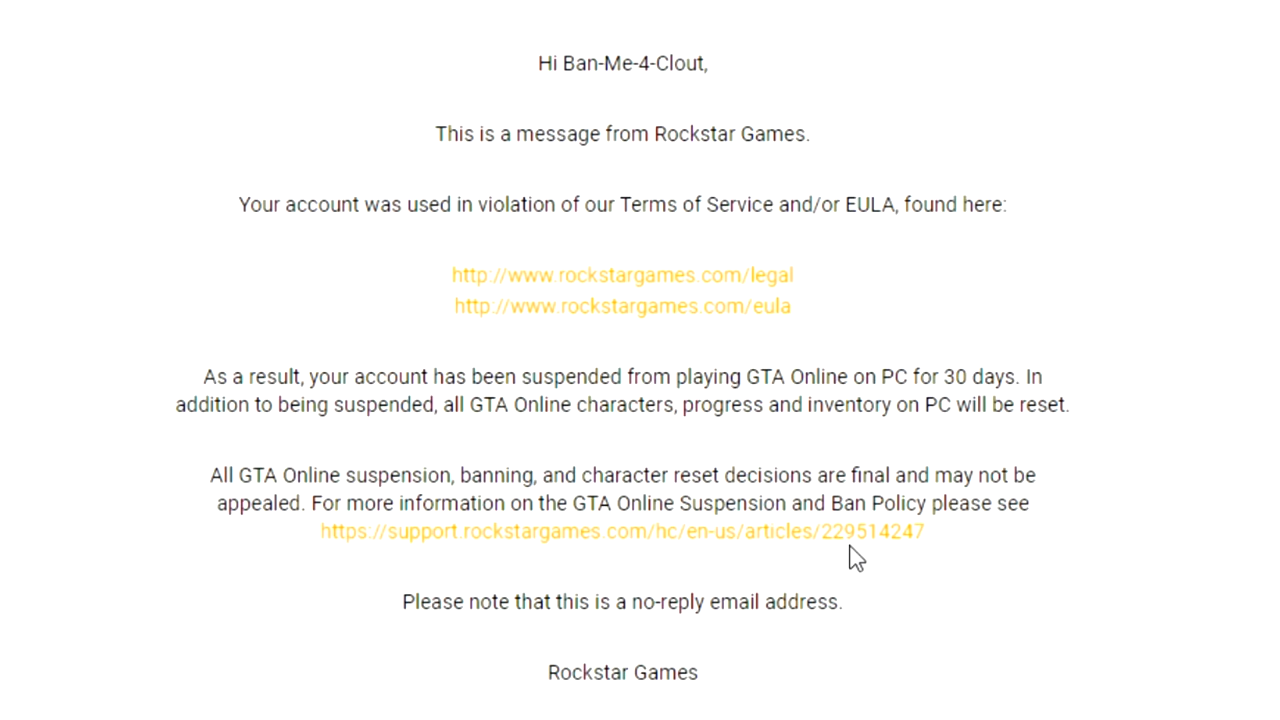 Hi Ban-Me-4-Clout,
This is a message from Rockstar Games.
Your account was used in violation of our Terms of Service and/or EULA, found here:
http://www.rockstargames.com/legal
http://www.rockstargames.com/eula
As a result, your account has been suspended from playing GTA Online on PC for 30 days. In
addition to being suspended, all GTA Online characters, progress and inventory on PC will be reset.
All GTA Online suspension, banning, and character reset decisions are final and may not be
appealed. For more information on the GTA Online Suspension and Ban Policy please see
https://support.rockstargames.com/hc/en-us/articles/229514247
Please note that this is a no-reply email address.
Rockstar Games